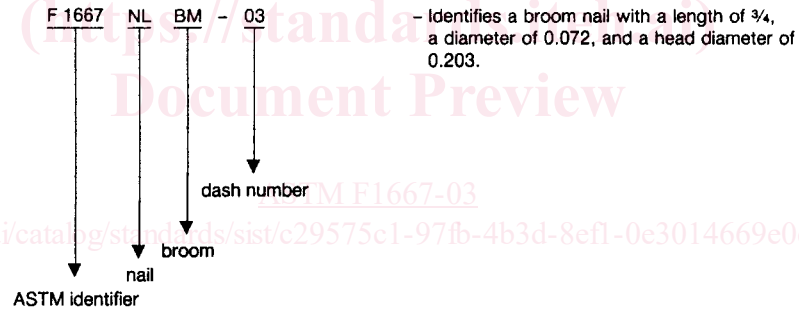 (https://standards.iteh.ai)
F 1667 NL BM - 03
– Identifies a broom nail with a length of ¾,
a diameter of 0.072, and a head diameter of
0.203.
Document Preview
dash number
ASTM F1667-03
i/catalog/standards/sist/c29575c1-97fb-4b3d-8ef1-0e3014669e0
broom
nail
ASTM identifier